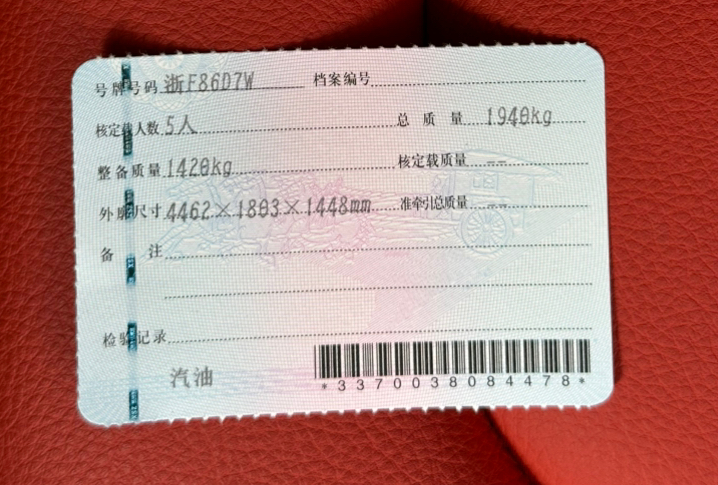 号牌号码 浙F86D7W 档案编号
核定载人数 5人 总质量 1940kg
整备质量 1420kg 核定载质量 --
外廓尺寸 4462×1803×1448mm 准牵引总质量 --
备注
检验记录
汽油
*3370038084478*